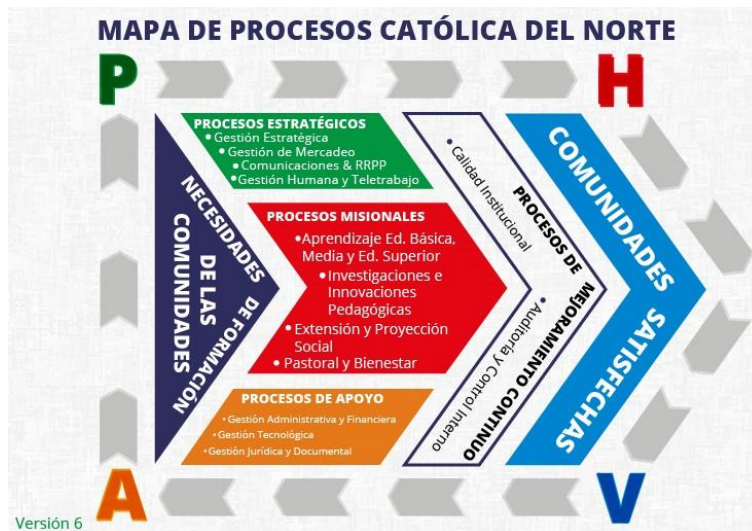 MAPA DE PROCESOS CATÓLICA DEL NORTE
P
H
PROCESOS ESTRATÉGICOS
• Gestión Estratégica
• Gestión de Mercadeo
• Comunicaciones & RRPP
• Gestión Humana y Teletrabajo
NECESIDADES DE FORMACIÓN
DE LAS
COMUNIDADES
PROCESOS MISIONALES
• Aprendizaje Ed. Básica,
Media y Ed. Superior
• Investigaciones e
Innovaciones
Pedagógicas
• Extensión y Proyección
Social
• Pastoral y Bienestar
PROCESOS DE APOYO
• Gestión Administrativa y Financiera
• Gestión Tecnológica
• Gestión Jurídica y Documental
PROCESOS DE MEJORAMIENTO CONTINUO
• Calidad Institucional
• Auditoría y Control Interno
COMUNIDADES SATISFECHAS
A
V
Versión 6